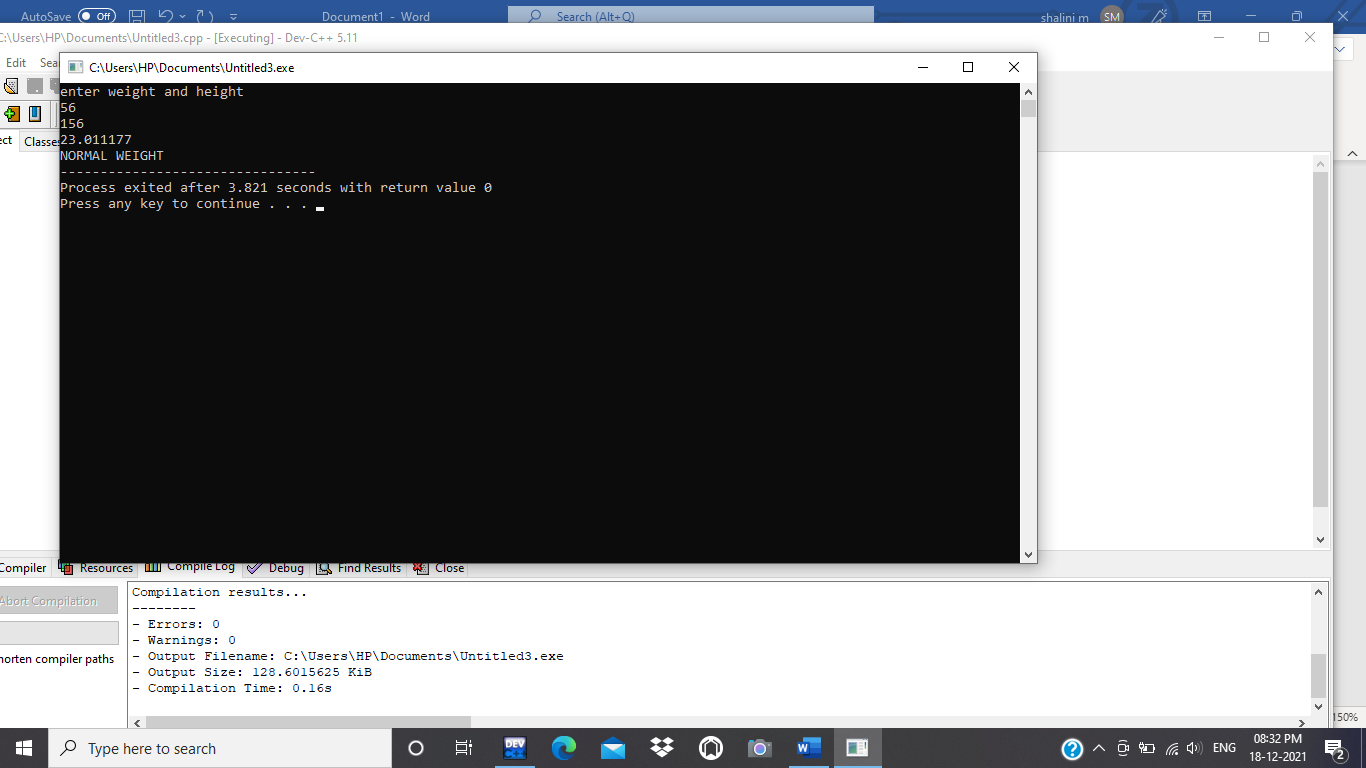 AutoSave Off Document1 - Word Search (Alt+Q) shalini m SM
C:\Users\HP\Documents\Untitled3.cpp - [Executing] - Dev-C++ 5.11
Edit
C:\Users\HP\Documents\Untitled3.exe
enter weight and height
56
156
23.011177
NORMAL WEIGHT
--------------------------------
Process exited after 3.821 seconds with return value 0
Press any key to continue . . .
Classes
Compiler Resources Compile Log Debug Find Results Close
Abort Compilation
horten compiler paths
Compilation results...
--------
- Errors: 0
- Warnings: 0
- Output Filename: C:\Users\HP\Documents\Untitled3.exe
- Output Size: 128.6015625 KiB
- Compilation Time: 0.16s
150%
Type here to search
DEV C++
ENG
08:32 PM
18-12-2021
2